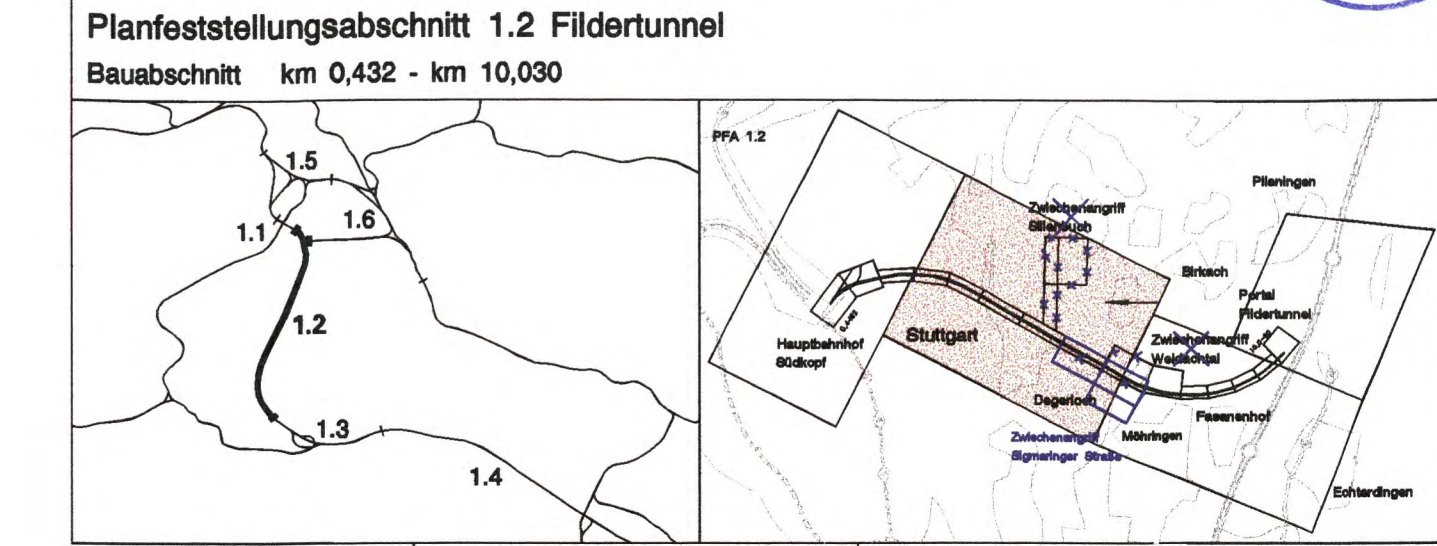 Planfeststellungsabschnitt 1.2 Fildertunnel
Bauabschnitt km 0,432 - km 10,030
1.5
1.1
1.6
1.2
1.3
1.4
PFA 1.2
Plieningen
Zwischenangriff
Sillenbuch
Birkach
Portal
Fildertunnel
Stuttgart
Hauptbahnhof
Südkopf
Zwischenangriff
Weidachtal
Degerloch
Fasanenhof
Zwischenangriff
Sigmaringer Straße
Möhringen
Echterdingen